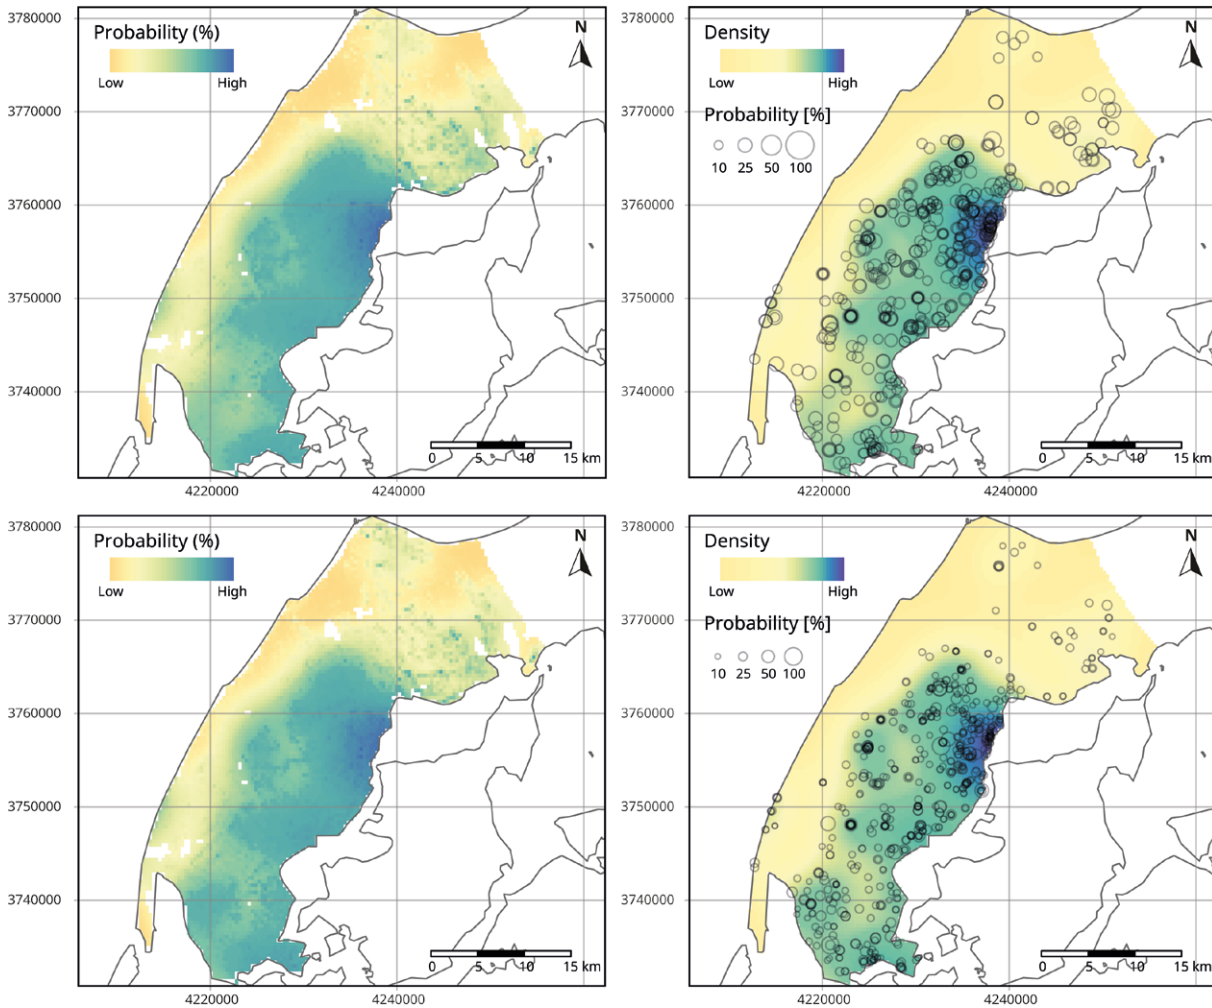 3780000
Probability (%)
Low High
N
3770000
3760000
3750000
3740000
0 5 10 15 km
4220000 4240000
3780000
Density
Low High
N
Probability [%]
10 25 50 100
3770000
3760000
3750000
3740000
0 5 10 15 km
4220000 4240000
3780000
Probability (%)
Low High
N
3770000
3760000
3750000
3740000
0 5 10 15 km
4220000 4240000
3780000
Density
Low High
N
Probability [%]
10 25 50 100
3770000
3760000
3750000
3740000
0 5 10 15 km
4220000 4240000